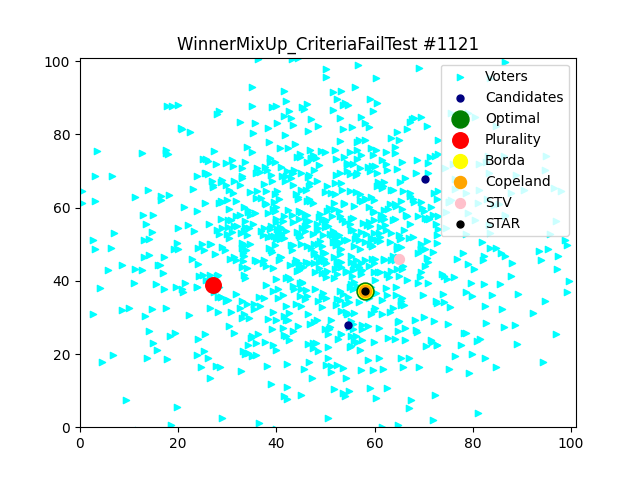 WinnerMixUp_CriteriaFailTest #1121
100
80
60
40
20
0
0
20
40
60
80
100
Voters
Candidates
Optimal
Plurality
Borda
Copeland
STV
STAR